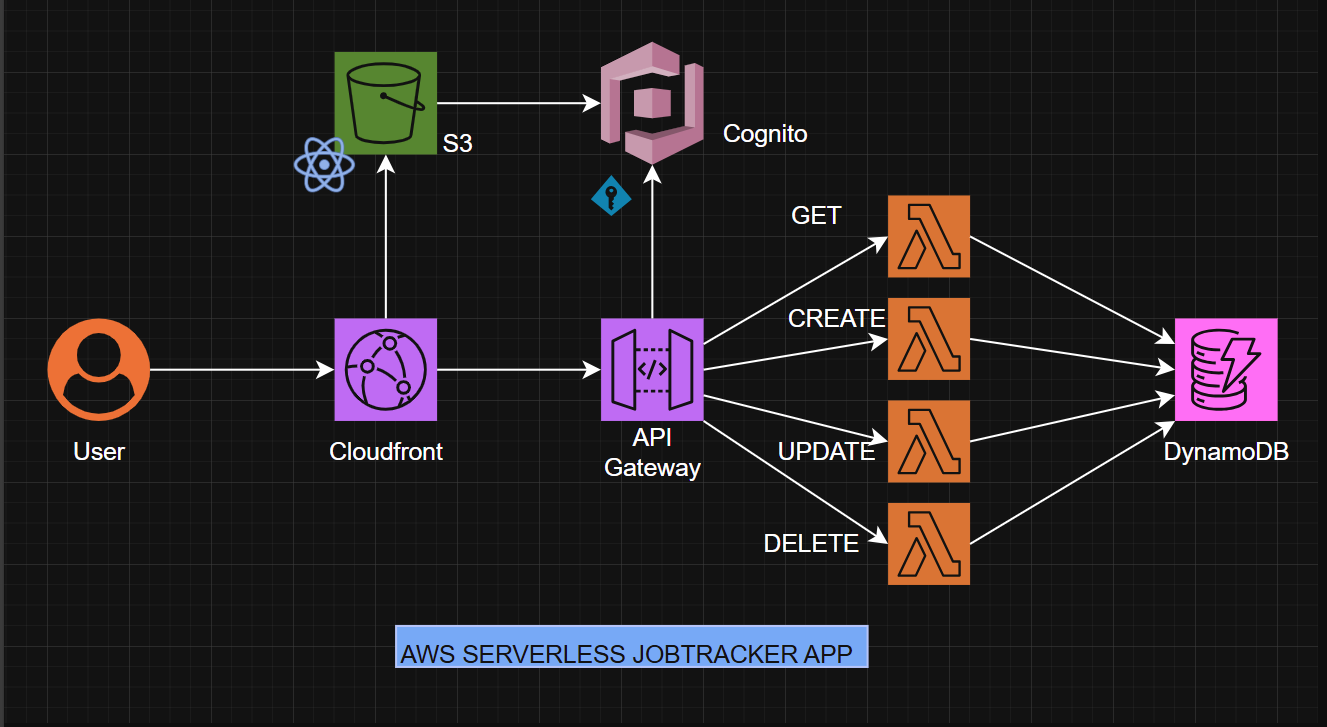 S3
Cognito
GET
CREATE
User
Cloudfront
API
Gateway
UPDATE
DynamoDB
DELETE
AWS SERVERLESS JOBTRACKER APP